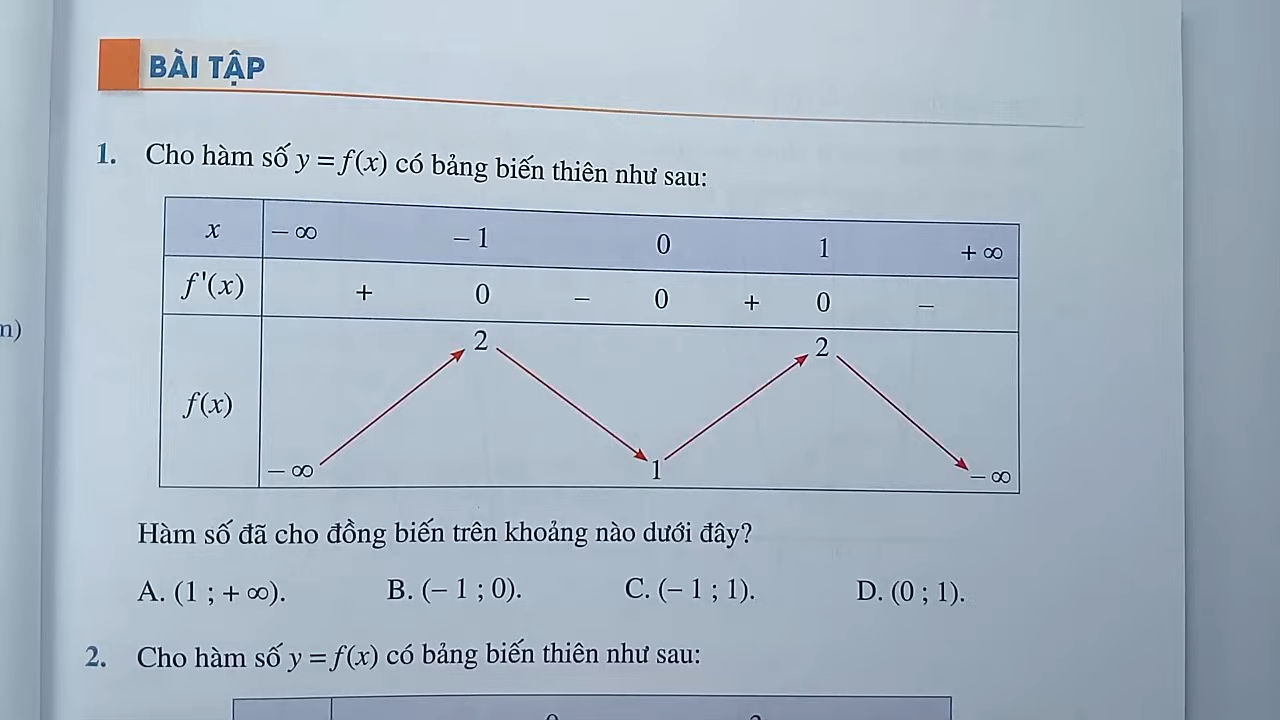 BÀI TẬP
1. Cho hàm số y = f(x) có bảng biến thiên như sau:
x − ∞ − 1 0 1 + ∞
f'(x) + 0 − 0 + 0 −
2 2
f(x)
− ∞ 1 − ∞
Hàm số đã cho đồng biến trên khoảng nào dưới đây?
A. (1 ; + ∞). B. (– 1 ; 0). C. (– 1 ; 1). D. (0 ; 1).
2. Cho hàm số y = f(x) có bảng biến thiên như sau: